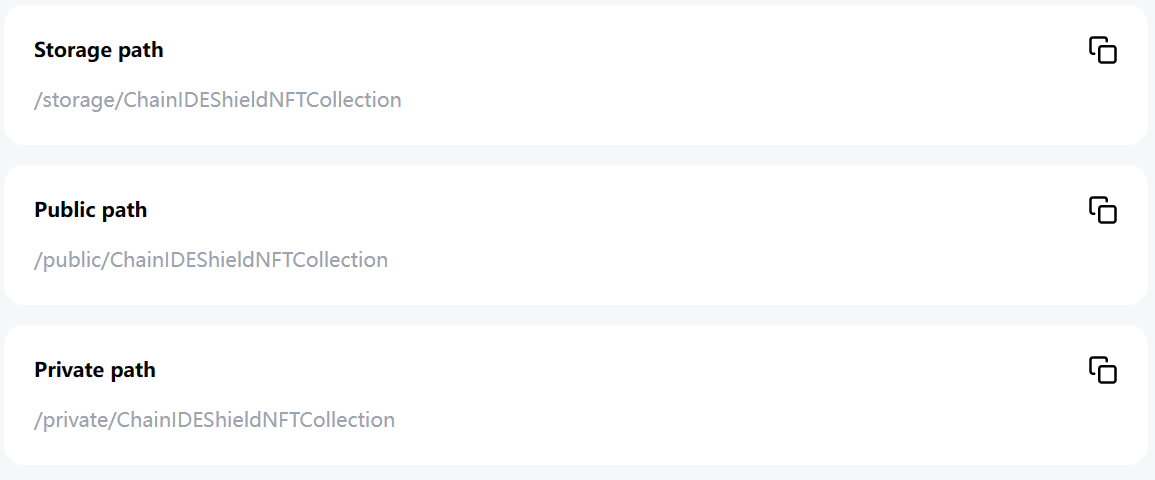 Storage path
/storage/ChainIDEShieldNFTCollection
Public path
/public/ChainIDEShieldNFTCollection
Private path
/private/ChainIDEShieldNFTCollection